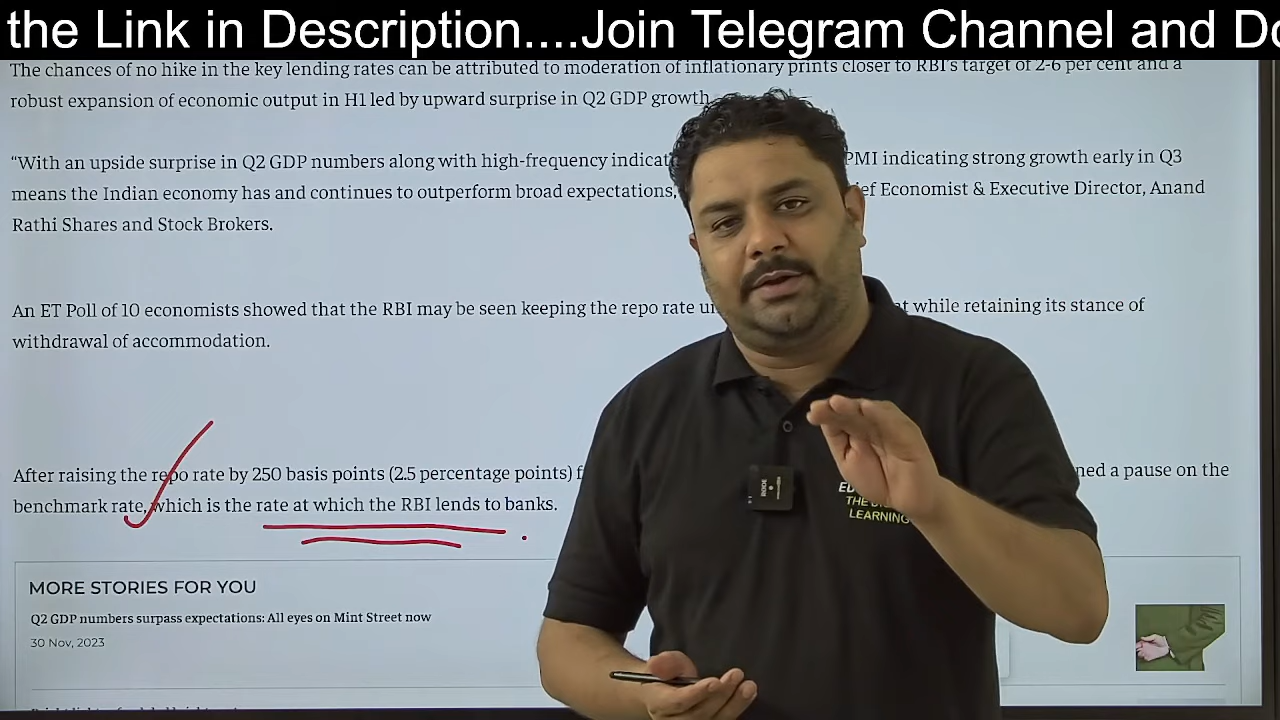 the Link in Description....Join Telegram Channel and Do
The chances of no hike in the key lending rates can be attributed to moderation of inflationary prints closer to RBI's target of 2-6 per cent and a
robust expansion of economic output in H1 led by upward surprise in Q2 GDP growth
“With an upside surprise in Q2 GDP numbers along with high-frequency indicat PMI indicating strong growth early in Q3
means the Indian economy has and continues to outperform broad expectations, ief Economist & Executive Director, Anand
Rathi Shares and Stock Brokers.
An ET Poll of 10 economists showed that the RBI may be seen keeping the repo rate un t while retaining its stance of
withdrawal of accommodation.
After raising the repo rate by 250 basis points (2.5 percentage points) f ned a pause on the
benchmark rate, which is the rate at which the RBI lends to banks.
MORE STORIES FOR YOU
Q2 GDP numbers surpass expectations: All eyes on Mint Street now
30 Nov, 2023
RODE
ED
THE DI
LEARNING